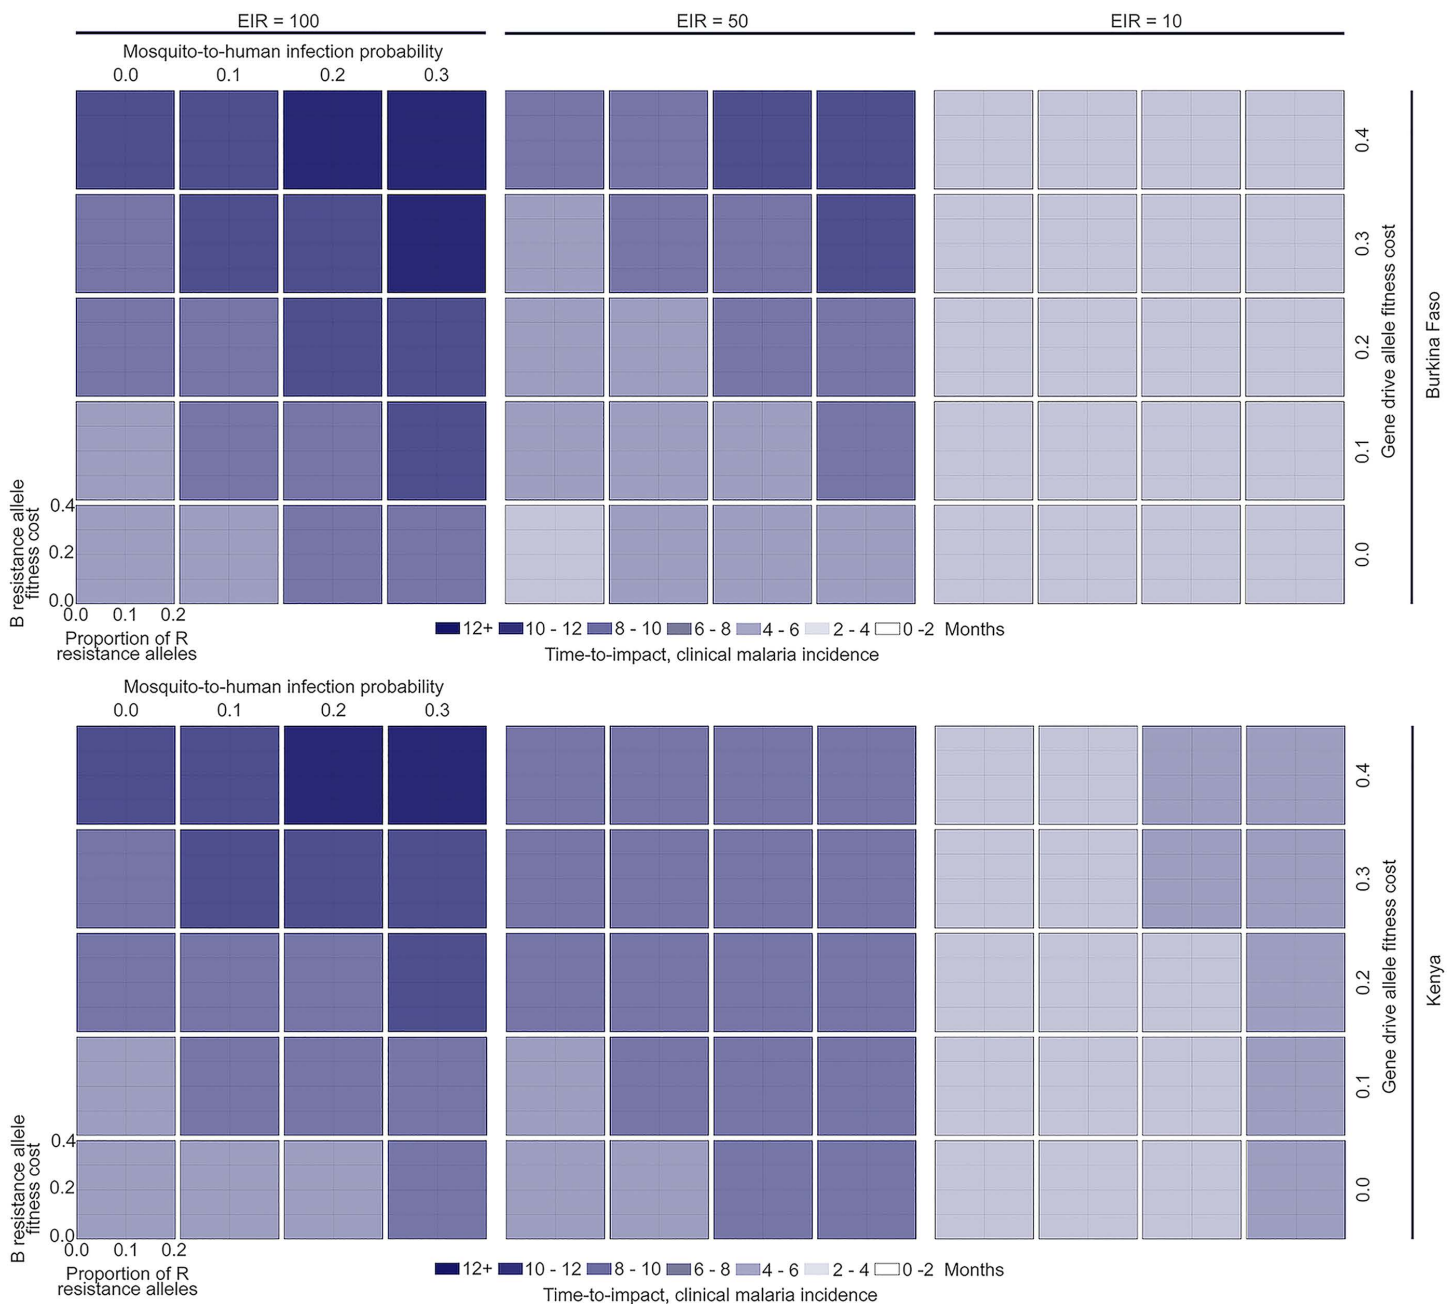 EIR = 100
EIR = 50
EIR = 10
Mosquito-to-human infection probability
0.0 0.1 0.2 0.3
0.4
0.3
0.2
0.1
0.0
Gene drive allele fitness cost
Burkina Faso
B resistance allele
fitness cost
0.4
0.2
0.0
0.0 0.1 0.2
Proportion of R
resistance alleles
12+ 10 - 12 8 - 10 6 - 8 4 - 6 2 - 4 0 -2 Months
Time-to-impact, clinical malaria incidence
Mosquito-to-human infection probability
0.0 0.1 0.2 0.3
0.4
0.3
0.2
0.1
0.0
Gene drive allele fitness cost
Kenya
B resistance allele
fitness cost
0.4
0.2
0.0
0.0 0.1 0.2
Proportion of R
resistance alleles
12+ 10 - 12 8 - 10 6 - 8 4 - 6 2 - 4 0 -2 Months
Time-to-impact, clinical malaria incidence